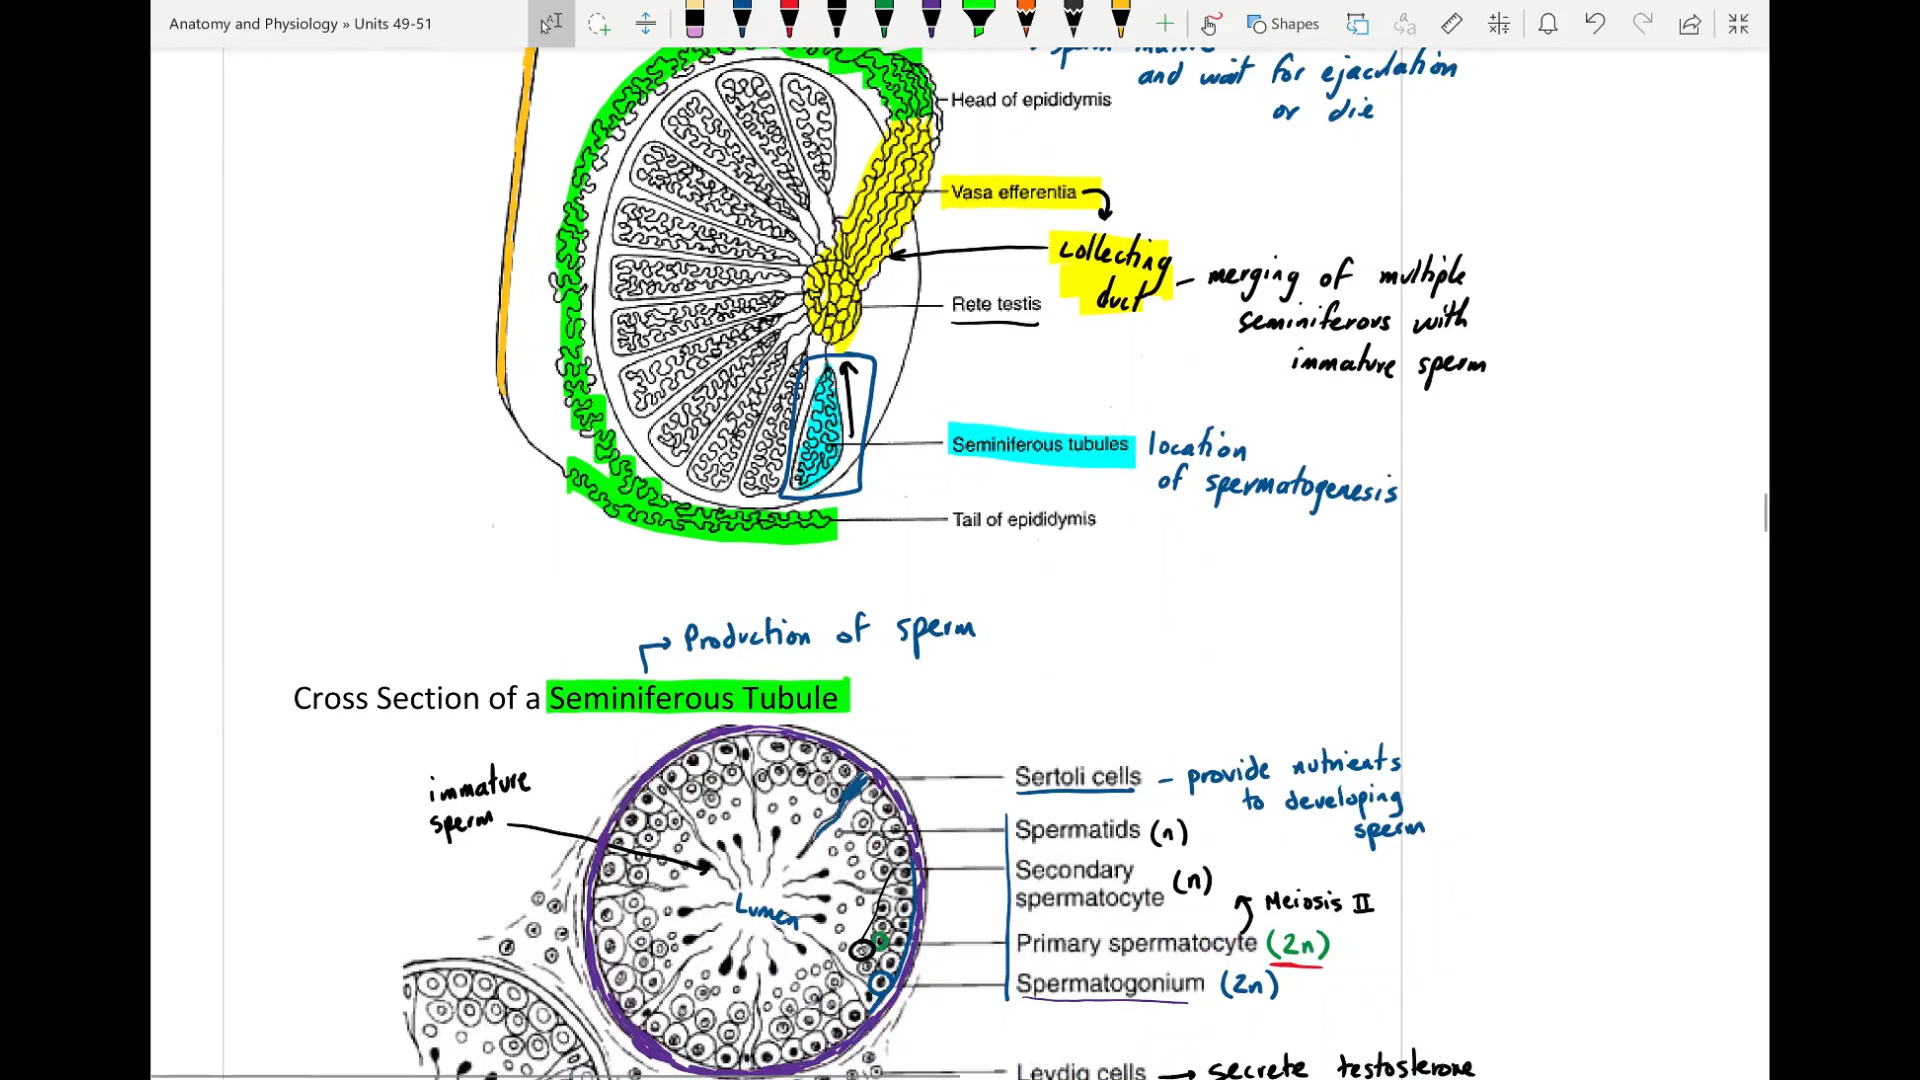 Anatomy and Physiology » Units 49-51
Shapes
and wait for ejaculation
or die
Head of epididymis
Vasa efferentia
collecting
duct
- merging of multiple
seminiferous with
immature sperm
Rete testis
Seminiferous tubules
location
of spermatogenesis
Tail of epididymis
Production of sperm
Cross Section of a Seminiferous Tubule
immature
sperm
Lumen
Sertoli cells - provide nutrients
to developing
sperm
Spermatids (n)
Secondary
spermatocyte (n)
Meiosis II
Primary spermatocyte (2n)
Spermatogonium (2n)
Leydig cells → secrete testosterone